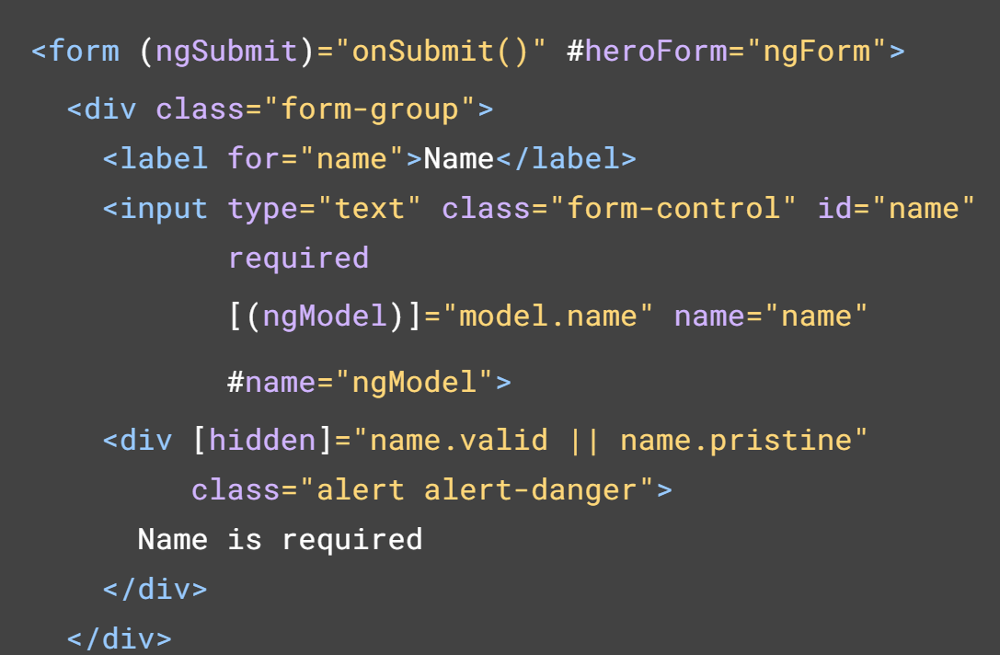 <form (ngSubmit)="onSubmit()" #heroForm="ngForm">
<div class="form-group">
<label for="name">Name</label>
<input type="text" class="form-control" id="name"
required
[(ngModel)]="model.name" name="name"
#name="ngModel">
<div [hidden]="name.valid || name.pristine"
class="alert alert-danger">
Name is required
</div>
</div>